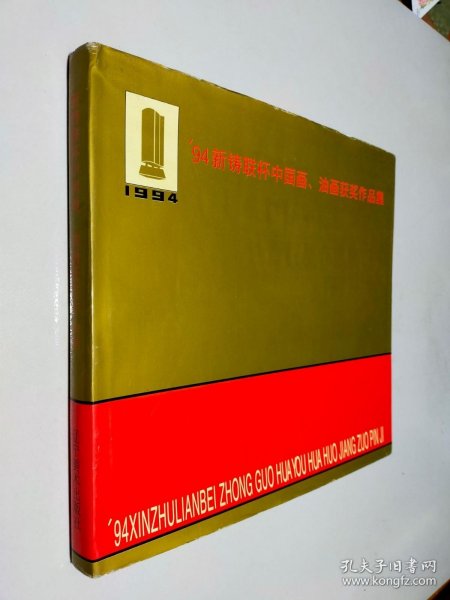 1994
'94新铸联杯中国画、油画获奖作品集
'94XINZHULIANBEI ZHONG GUO HUA YOU HUA HUO JIANG ZUO PIN JI
孔夫子旧书网
www.kongfz.com